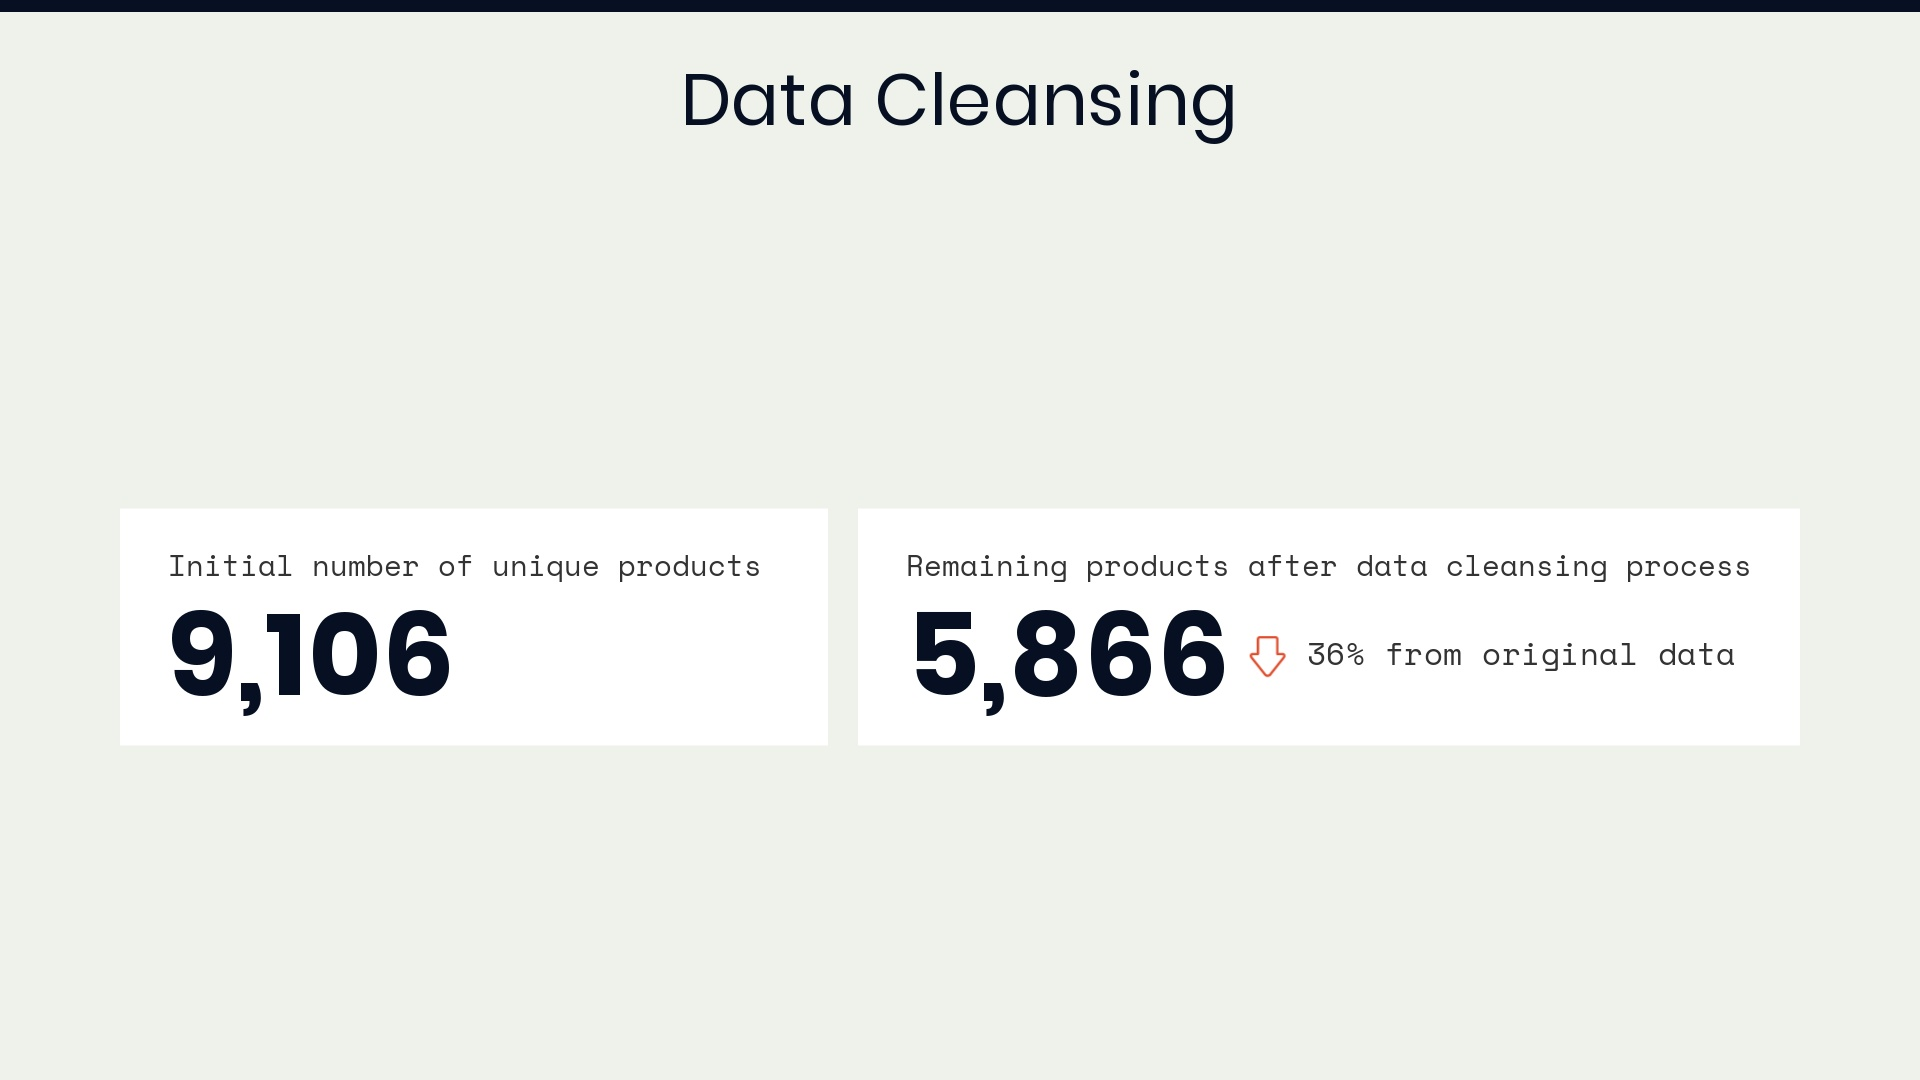 Data Cleansing
Initial number of unique products
9,106
Remaining products after data cleansing process
5,866
36% from original data